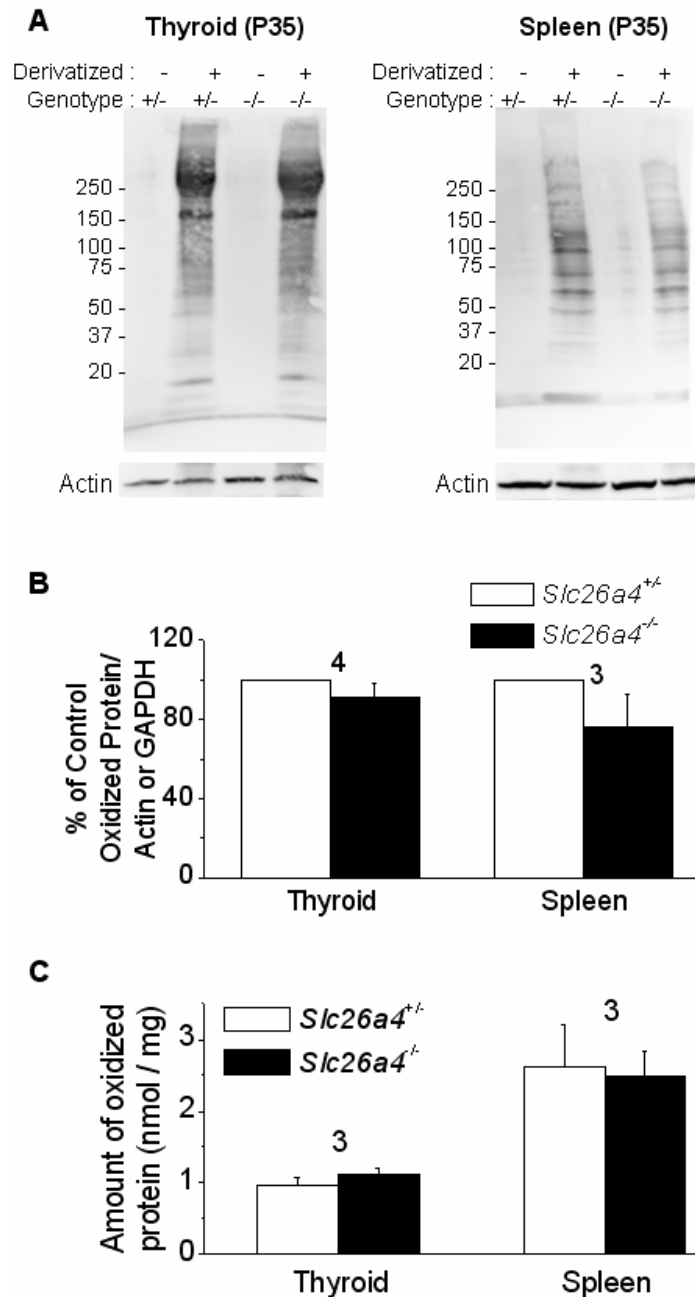 A
Thyroid (P35) Spleen (P35)
Derivatized : - + - + Derivatized : - + - +
Genotype : +/- +/- -/- -/- Genotype : +/- +/- -/- -/-
250 - 250 -
150 - 150 -
100 - 100 -
75 - 75 -
50 - 50 -
37 - 37 -
20 - 20 -
Actin Actin
B
Slc26a4+/-
Slc26a4-/-
% of Control
Oxidized Protein/
Actin or GAPDH
120
80
40
0
4 3
Thyroid Spleen
C
Slc26a4+/-
Slc26a4-/-
Amount of oxidized
protein (nmol / mg)
3
2
1
0
3 3
Thyroid Spleen